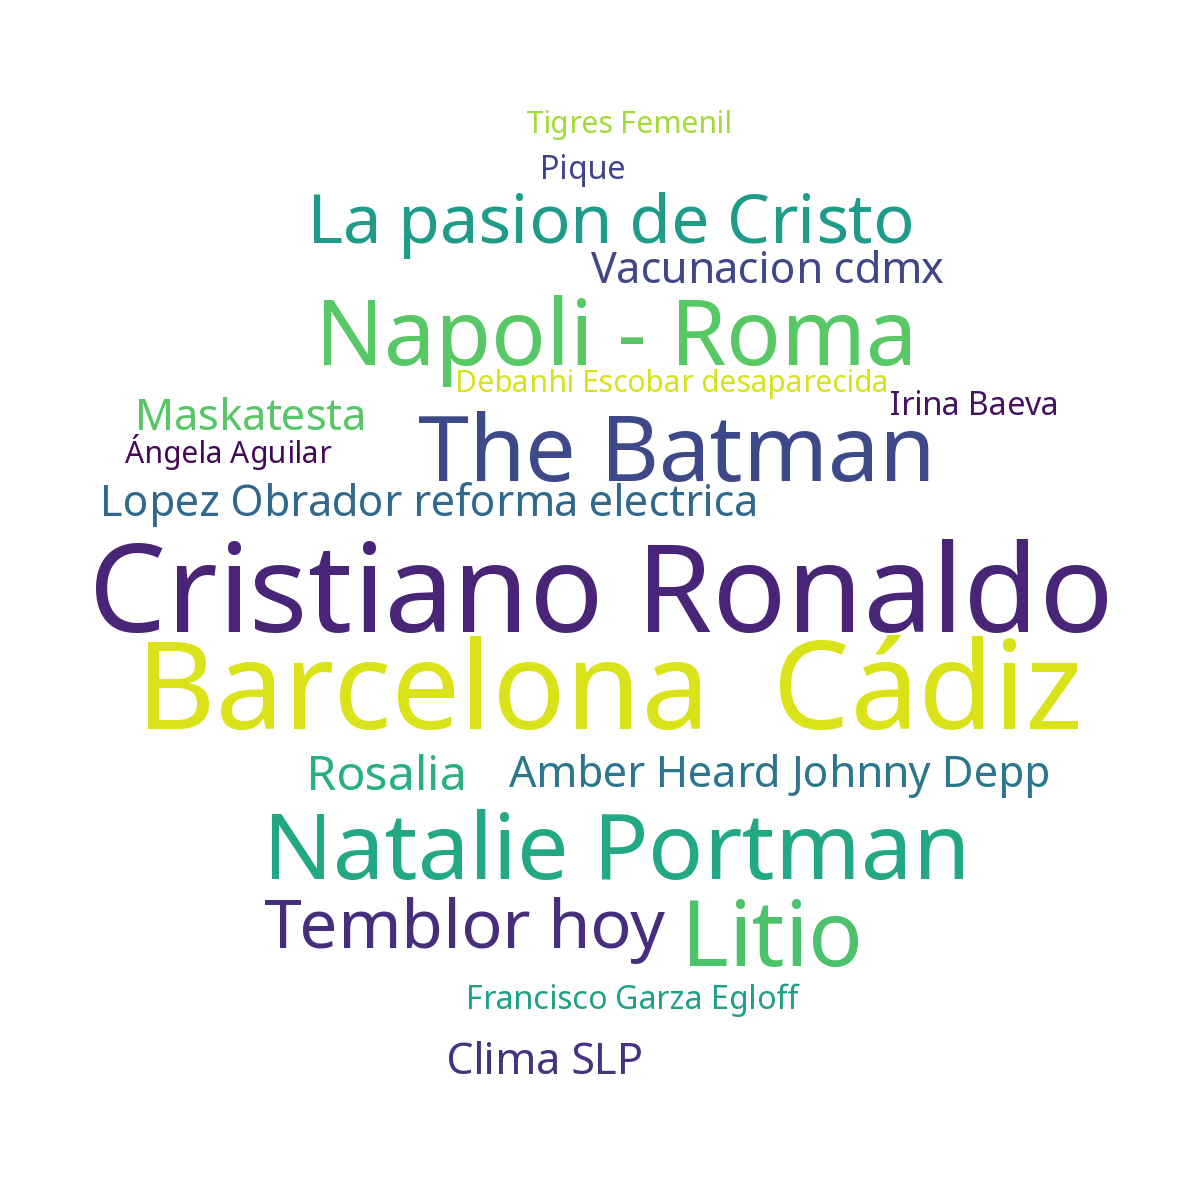 Tigres Femenil
Pique
La pasion de Cristo
Vacunacion cdmx
Napoli - Roma
Debanhi Escobar desaparecida
Irina Baeva
Maskatesta
The Batman
Ángela Aguilar
Lopez Obrador reforma electrica
Cristiano Ronaldo
Barcelona Cádiz
Rosalia
Amber Heard Johnny Depp
Natalie Portman
Temblor hoy
Litio
Francisco Garza Egloff
Clima SLP